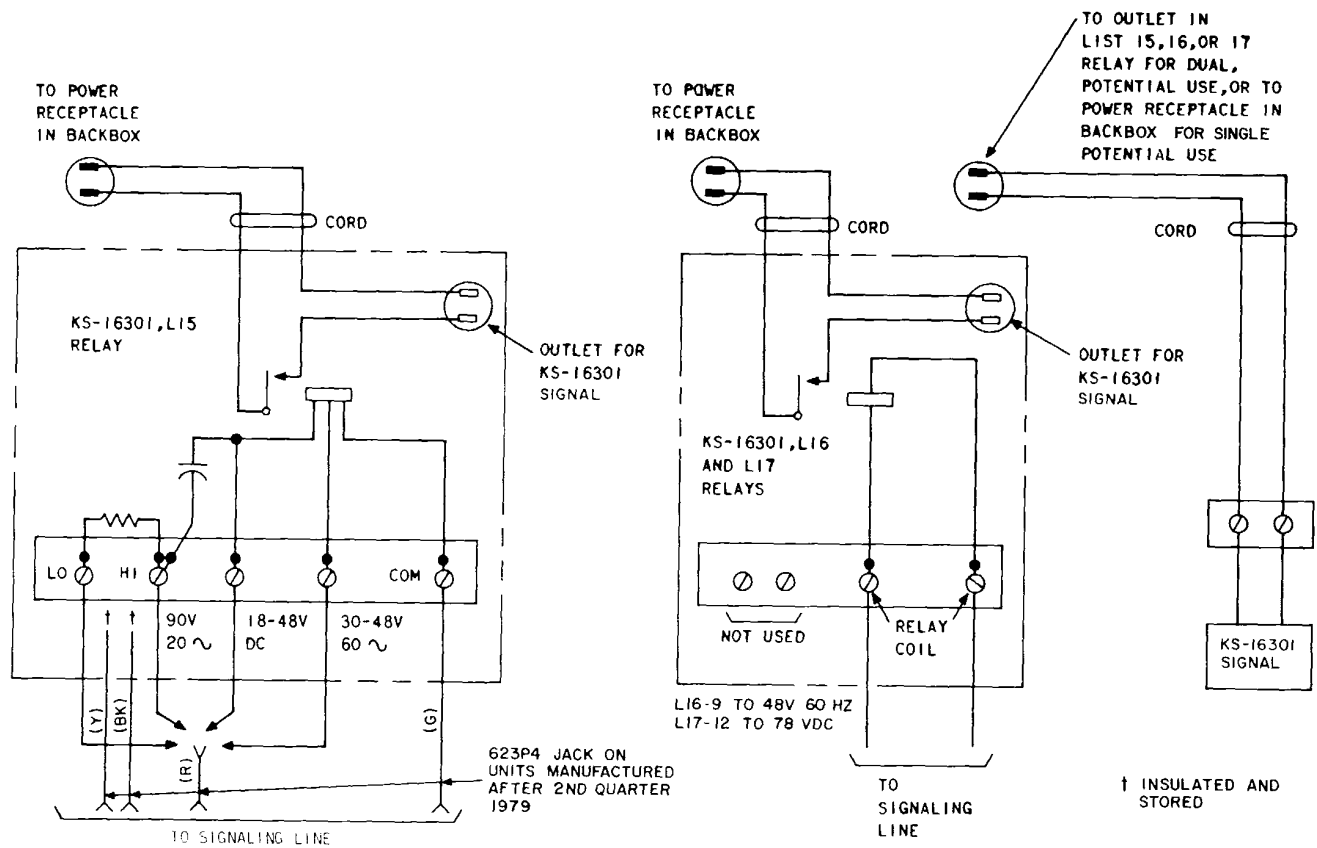 TO POWER
RECEPTACLE
IN BACKBOX
CORD
KS-16301,L15
RELAY
OUTLET FOR
KS-16301
SIGNAL
LO
HI
COM
†
†
90V
20 ∿
18-48V
DC
30-48V
60 ∿
(Y)
(BK)
(R)
(G)
623P4 JACK ON
UNITS MANUFACTURED
AFTER 2ND QUARTER
1979
TO SIGNALING LINE
TO POWER
RECEPTACLE
IN BACKBOX
CORD
OUTLET FOR
KS-16301
SIGNAL
KS-16301,L16
AND L17
RELAYS
NOT USED
RELAY
COIL
L16-9 TO 48V 60 HZ
L17-12 TO 78 VDC
TO
SIGNALING
LINE
TO OUTLET IN
LIST 15,16,OR 17
RELAY FOR DUAL,
POTENTIAL USE,OR TO
POWER RECEPTACLE IN
BACKBOX FOR SINGLE
POTENTIAL USE
CORD
KS-16301
SIGNAL
† INSULATED AND
STORED